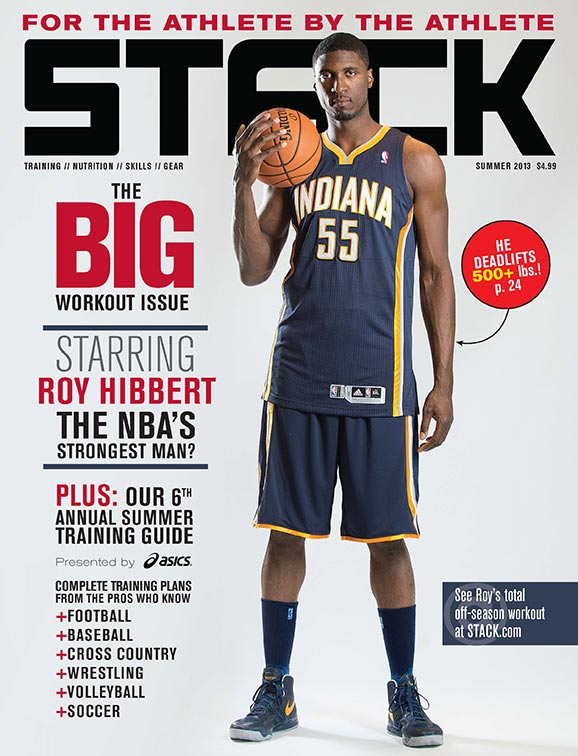 FOR THE ATHLETE BY THE ATHLETE
STACK
TRAINING // NUTRITION // SKILLS // GEAR
SUMMER 2013 $4.99
THE
BIG
WORKOUT ISSUE
STARRING
ROY HIBBERT
THE NBA'S
STRONGEST MAN?
PLUS: OUR 6TH
ANNUAL SUMMER
TRAINING GUIDE
Presented by asics.
COMPLETE TRAINING PLANS
FROM THE PROS WHO KNOW
+FOOTBALL
+BASEBALL
+CROSS COUNTRY
+WRESTLING
+VOLLEYBALL
+SOCCER
SPALDING
INDIANA
55
adidas
HE
DEADLIFTS
500+ lbs.!
p. 24
See Roy's total
off-season workout
at STACK.com